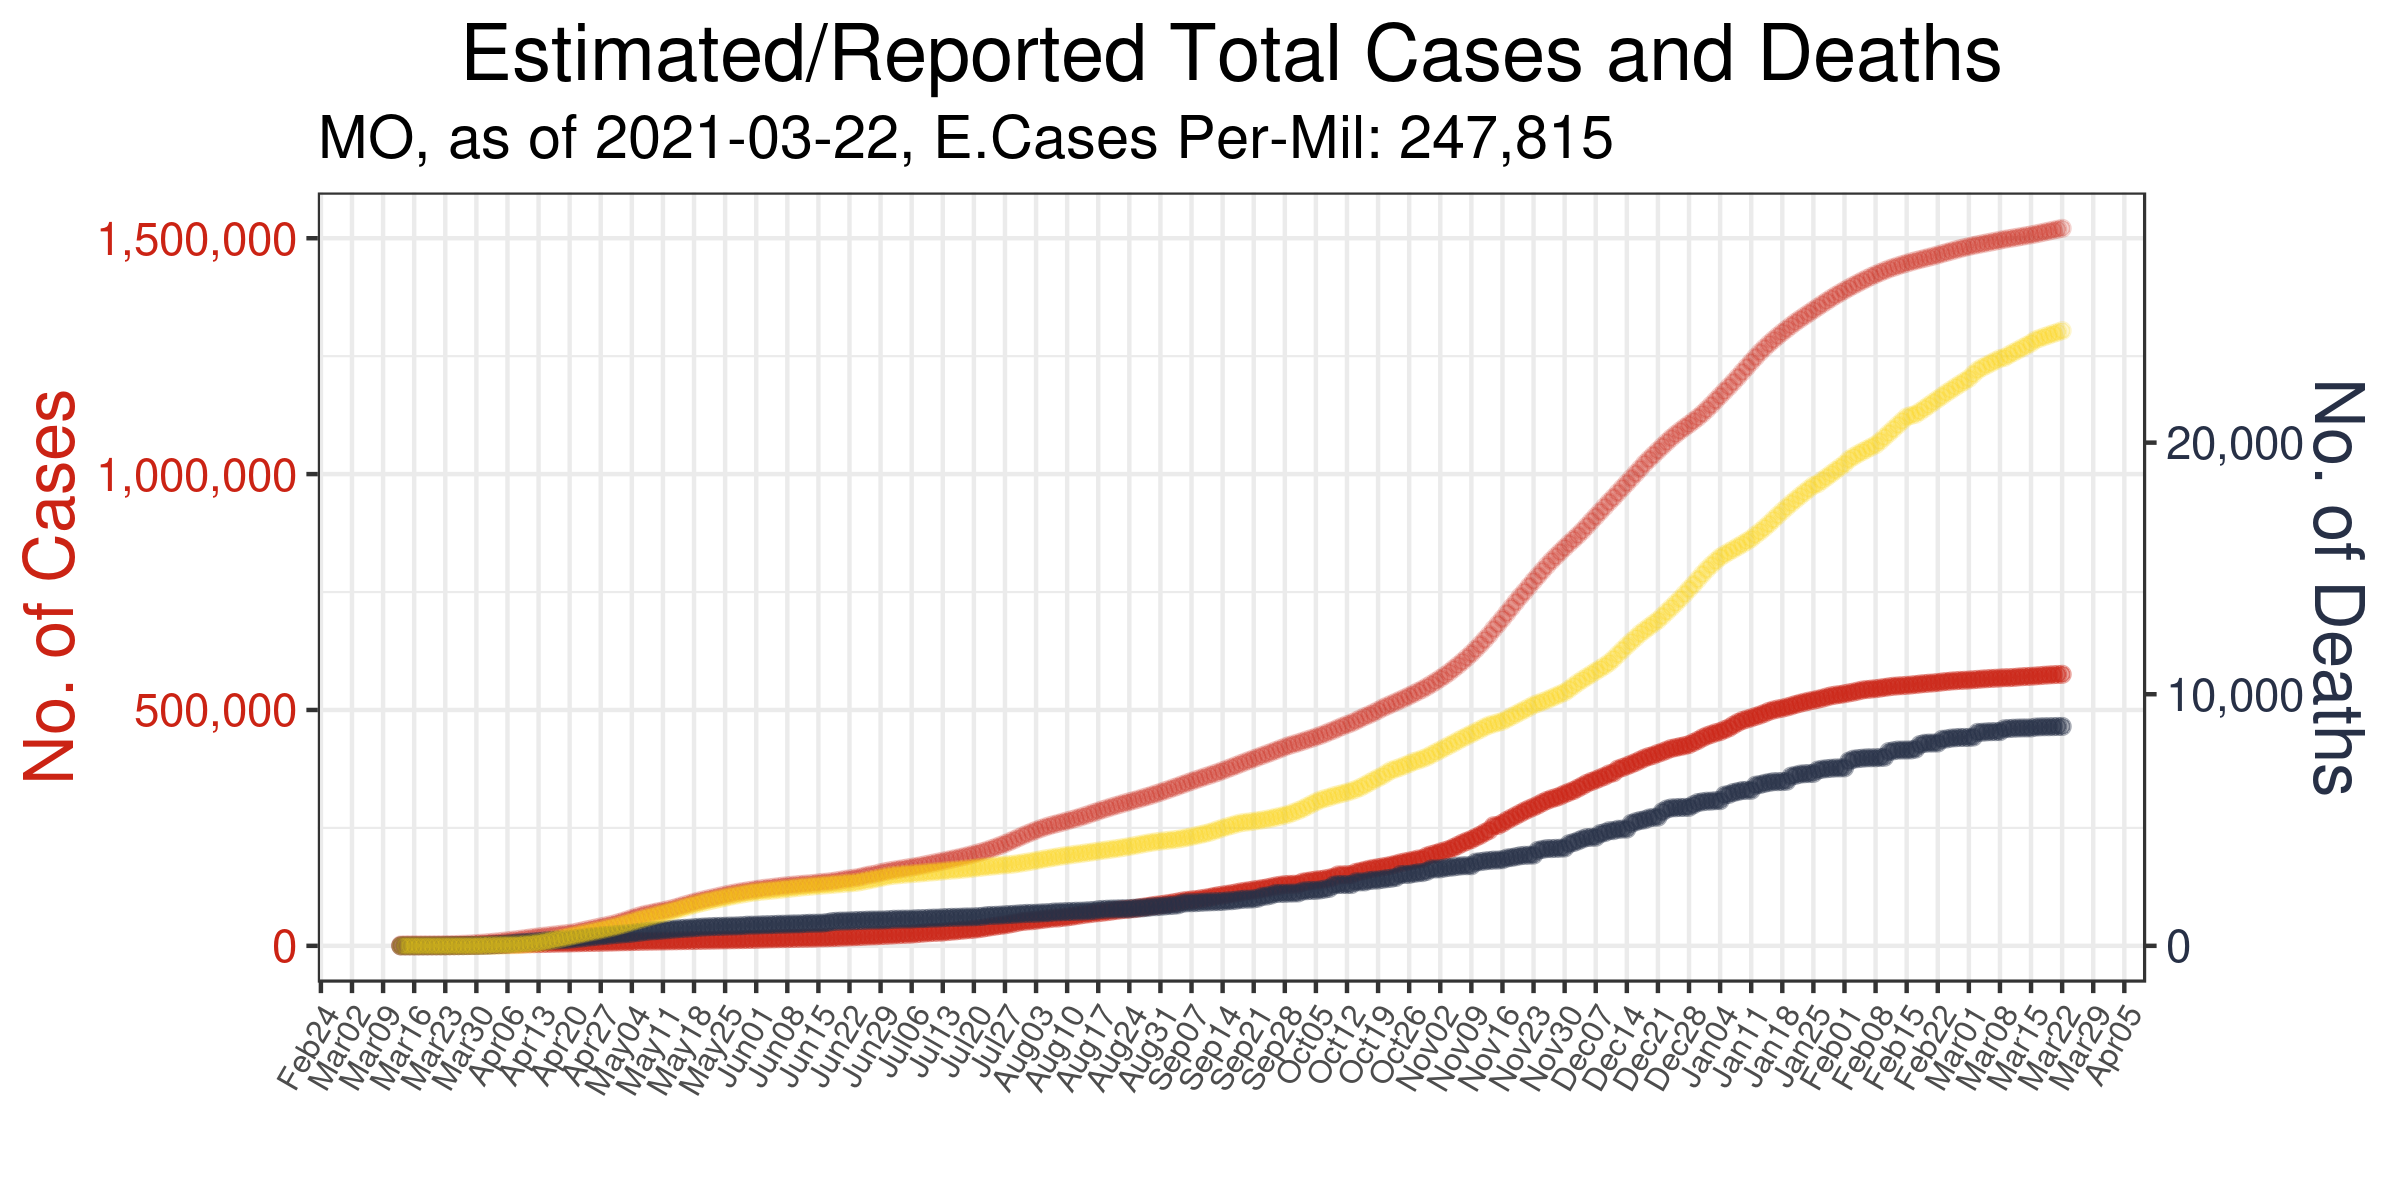 Estimated/Reported Total Cases and Deaths
MO, as of 2021-03-22, E.Cases Per-Mil: 247,815
No. of Cases
1,500,000
1,000,000
500,000
0
20,000
10,000
0
No. of Deaths
Feb24
Mar02
Mar09
Mar16
Mar23
Mar30
Apr06
Apr13
Apr20
Apr27
May04
May11
May18
May25
Jun01
Jun08
Jun15
Jun22
Jun29
Jul06
Jul13
Jul20
Jul27
Aug03
Aug10
Aug17
Aug24
Aug31
Sep07
Sep14
Sep21
Sep28
Oct05
Oct12
Oct19
Oct26
Nov02
Nov09
Nov16
Nov23
Nov30
Dec07
Dec14
Dec21
Dec28
Jan04
Jan11
Jan18
Jan25
Feb01
Feb08
Feb15
Feb22
Mar01
Mar08
Mar15
Mar22
Mar29
Apr05